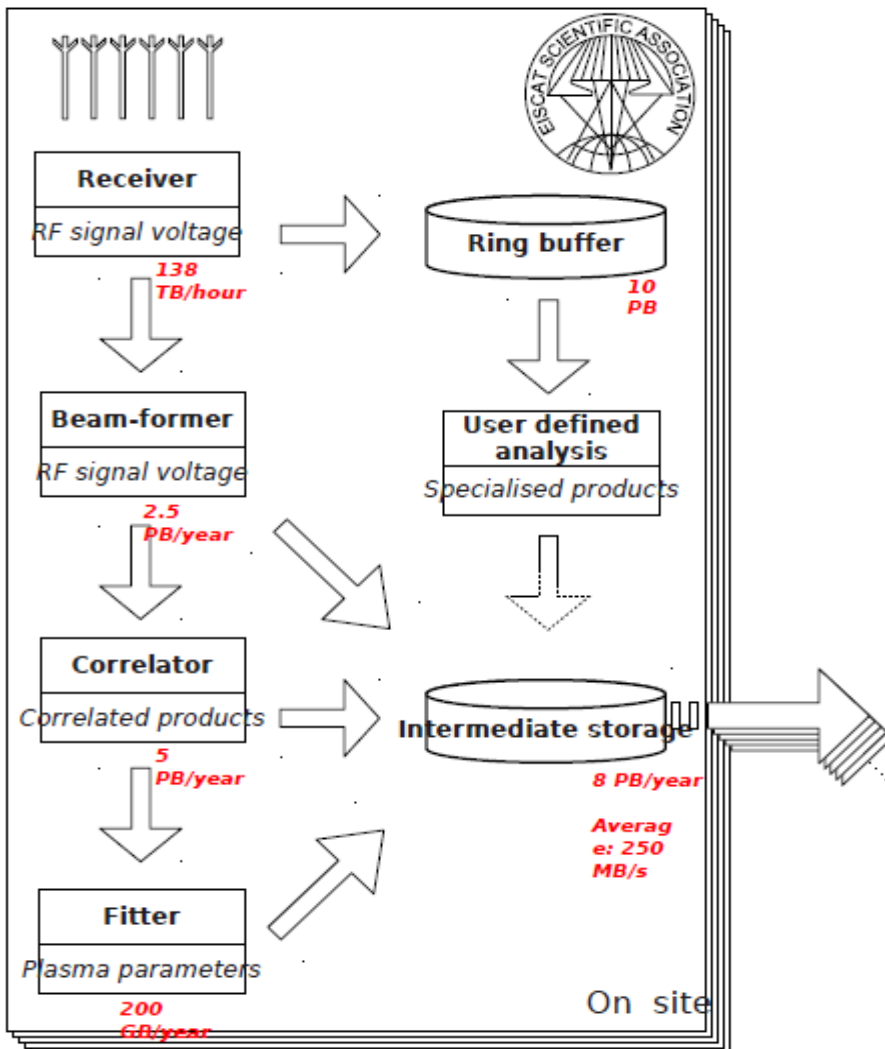 EISCAT SCIENTIFIC ASSOCIATION
Receiver
RF signal voltage
138
TB/hour
Ring buffer
10
PB
Beam-former
RF signal voltage
2.5
PB/year
User defined
analysis
Specialised products
Correlator
Correlated products
5
PB/year
Intermediate storage
8 PB/year
Averag
e: 250
MB/s
Fitter
Plasma parameters
200
GB/year
On site